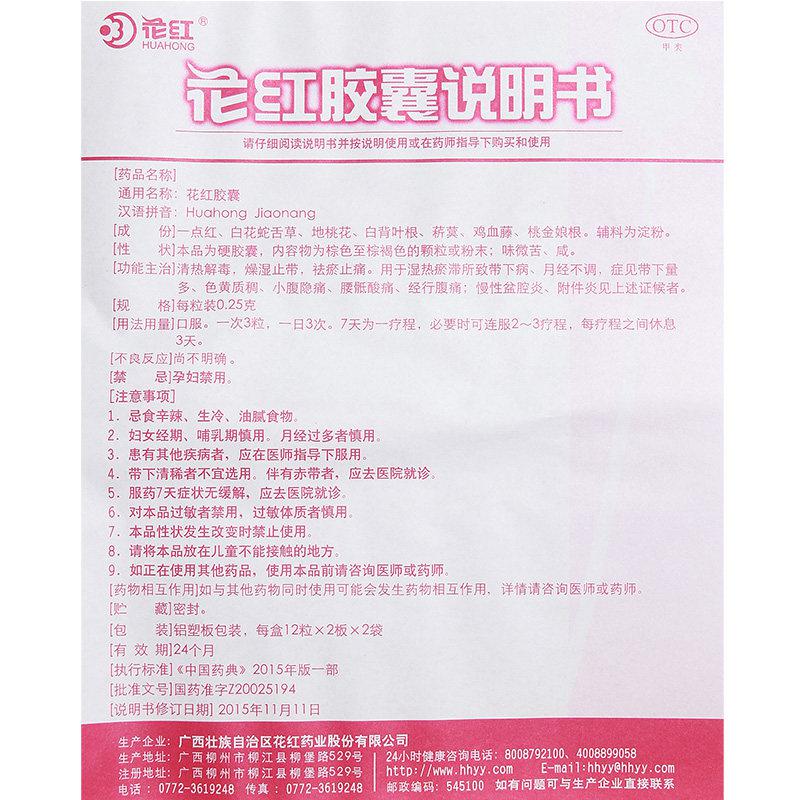 花红®
HUAHONG
OTC
甲类
花红胶囊说明书
请仔细阅读说明书并按说明使用或在药师指导下购买和使用
[药品名称]
通用名称：花红胶囊
汉语拼音：Huahong Jiaonang
[成 份]一点红、白花蛇舌草、地桃花、白背叶根、菥蓂、鸡血藤、桃金娘根。辅料为淀粉。
[性 状]本品为硬胶囊，内容物为棕色至棕褐色的颗粒或粉末；味微苦、咸。
[功能主治]清热解毒，燥湿止带，祛瘀止痛。用于湿热瘀滞所致带下病、月经不调，症见带下量
多、色黄质稠、小腹隐痛、腰骶酸痛、经行腹痛；慢性盆腔炎、附件炎见上述证候者。
[规 格]每粒装0.25克
[用法用量]口服。一次3粒，一日3次。7天为一疗程，必要时可连服2～3疗程，每疗程之间休息
3天。
[不良反应]尚不明确。
[禁 忌]孕妇禁用。
[注意事项]
1．忌食辛辣、生冷、油腻食物。
2．妇女经期、哺乳期慎用。月经过多者慎用。
3．患有其他疾病者，应在医师指导下服用。
4．带下清稀者不宜选用。伴有赤带者，应去医院就诊。
5．服药7天症状无缓解，应去医院就诊。
6．对本品过敏者禁用，过敏体质者慎用。
7．本品性状发生改变时禁止使用。
8．请将本品放在儿童不能接触的地方。
9．如正在使用其他药品，使用本品前请咨询医师或药师。
[药物相互作用]如与其他药物同时使用可能会发生药物相互作用，详情请咨询医师或药师。
[贮 藏]密封。
[包 装]铝塑板包装，每盒12粒×2板×2袋
[有 效 期]24个月
[执行标准]《中国药典》2015年版一部
[批准文号]国药准字Z20025194
[说明书修订日期]2015年11月11日
生产企业：广西壮族自治区花红药业股份有限公司
生产地址：广西柳州市柳江县柳堡路529号
注册地址：广西柳州市柳江县柳堡路529号
电话：0772-3619248 传真：0772-3619248
24小时健康咨询电话：8008792100、4008899058
http://www.hhyy.com E-mail:hhyy@hhyy.com
邮政编码：545100 如有问题可与生产企业直接联系